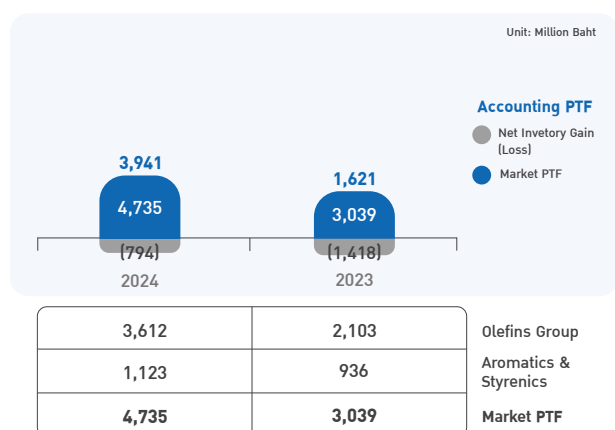 Unit: Million Baht
Accounting PTF
Net Invetory Gain
(Loss)
Market PTF
3,941
1,621
4,735
3,039
(794)
(1,418)
2024
2023
3,612 2,103 Olefins Group
1,123 936 Aromatics &
Styrenics
4,735 3,039 Market PTF